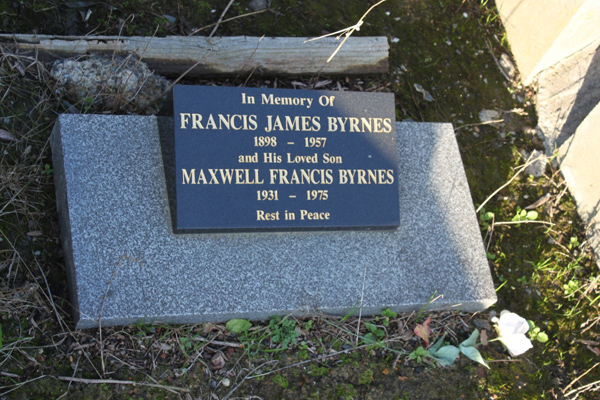 In Memory Of
FRANCIS JAMES BYRNES
1898 - 1957
and His Loved Son
MAXWELL FRANCIS BYRNES
1931 - 1975
Rest in Peace